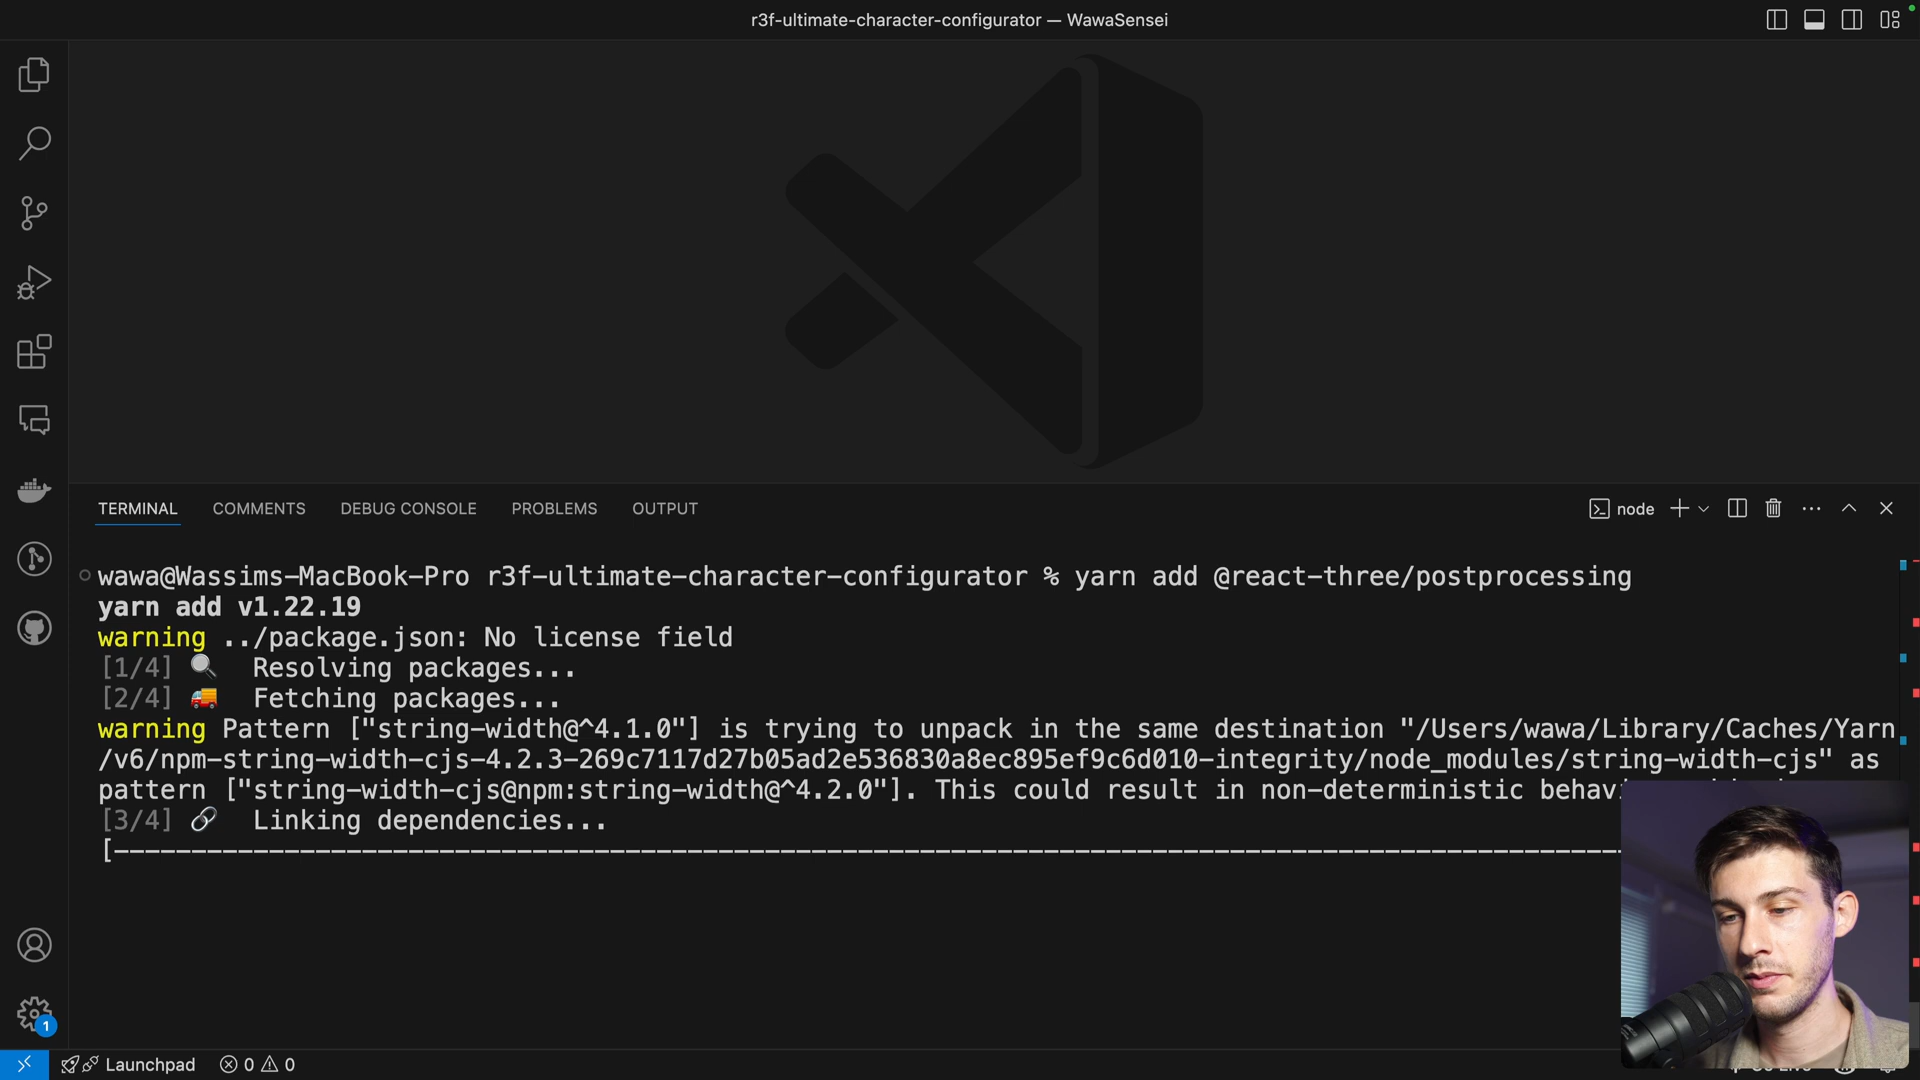 r3f-ultimate-character-configurator — WawaSensei
TERMINAL COMMENTS DEBUG CONSOLE PROBLEMS OUTPUT
node
wawa@Wassims-MacBook-Pro r3f-ultimate-character-configurator % yarn add @react-three/postprocessing
yarn add v1.22.19
warning ../package.json: No license field
[1/4] 🔍 Resolving packages...
[2/4] 🚚 Fetching packages...
warning Pattern ["string-width@^4.1.0"] is trying to unpack in the same destination "/Users/wawa/Library/Caches/Yarn
/v6/npm-string-width-cjs-4.2.3-269c7117d27b05ad2e536830a8ec895ef9c6d010-integrity/node_modules/string-width-cjs" as
pattern ["string-width-cjs@npm:string-width@^4.2.0"]. This could result in non-deterministic
[3/4] 🔗 Linking dependencies...
1
Launchpad 0 0